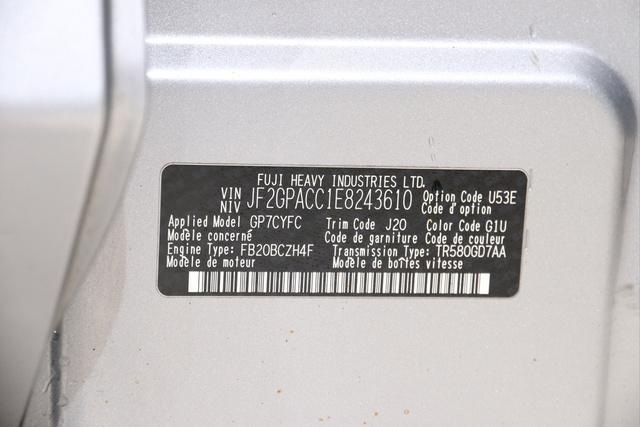 FUJI HEAVY INDUSTRIES LTD.
VIN NIV JF2GPACC1E8243610 Option Code U53E
Code d'option
Applied Model GP7CYFC Trim Code J20 Color Code G1U
Modèle concerné Code de garniture Code de couleur
Engine Type: FB20BCZH4F Transmission Type: TR580GD7AA
Modèle de moteur Modèle de boîtes vitesse